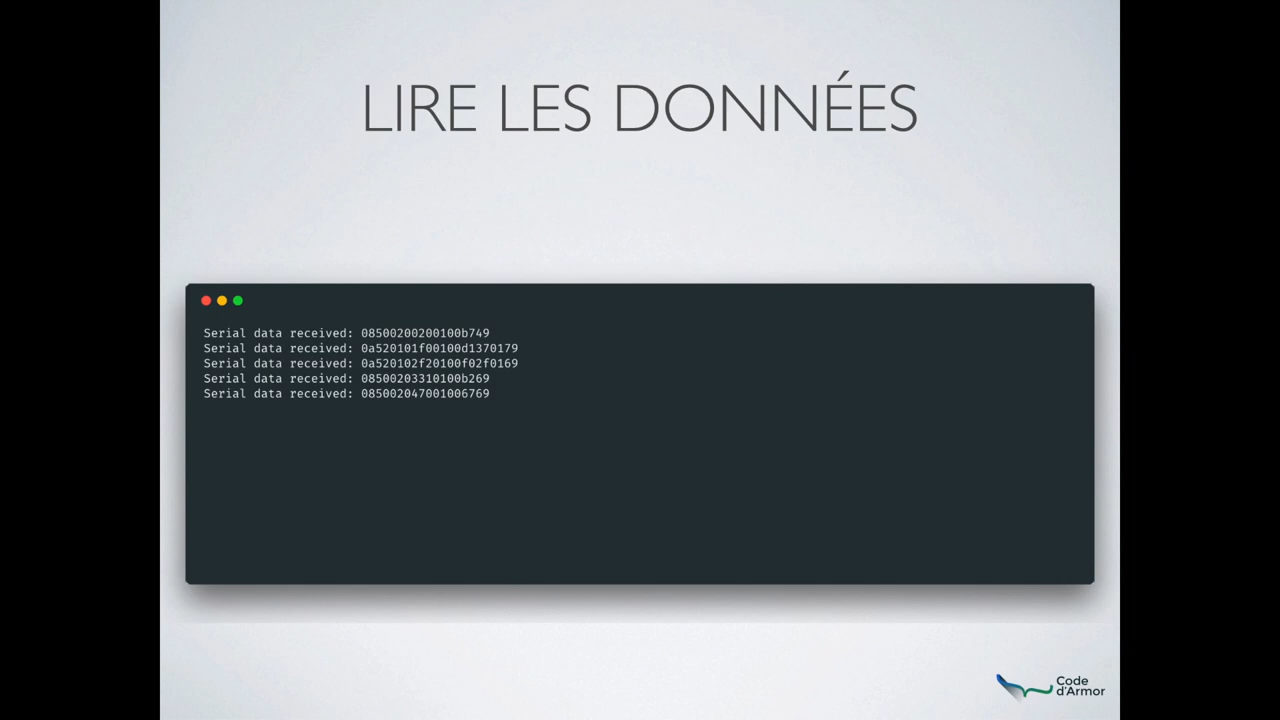 LIRE LES DONNÉES
Serial data received: 08500200200100b749
Serial data received: 0a520101f00100d1370179
Serial data received: 0a520102f20100f02f0169
Serial data received: 08500203310100b269
Serial data received: 085002047001006769
Code
d'Armor